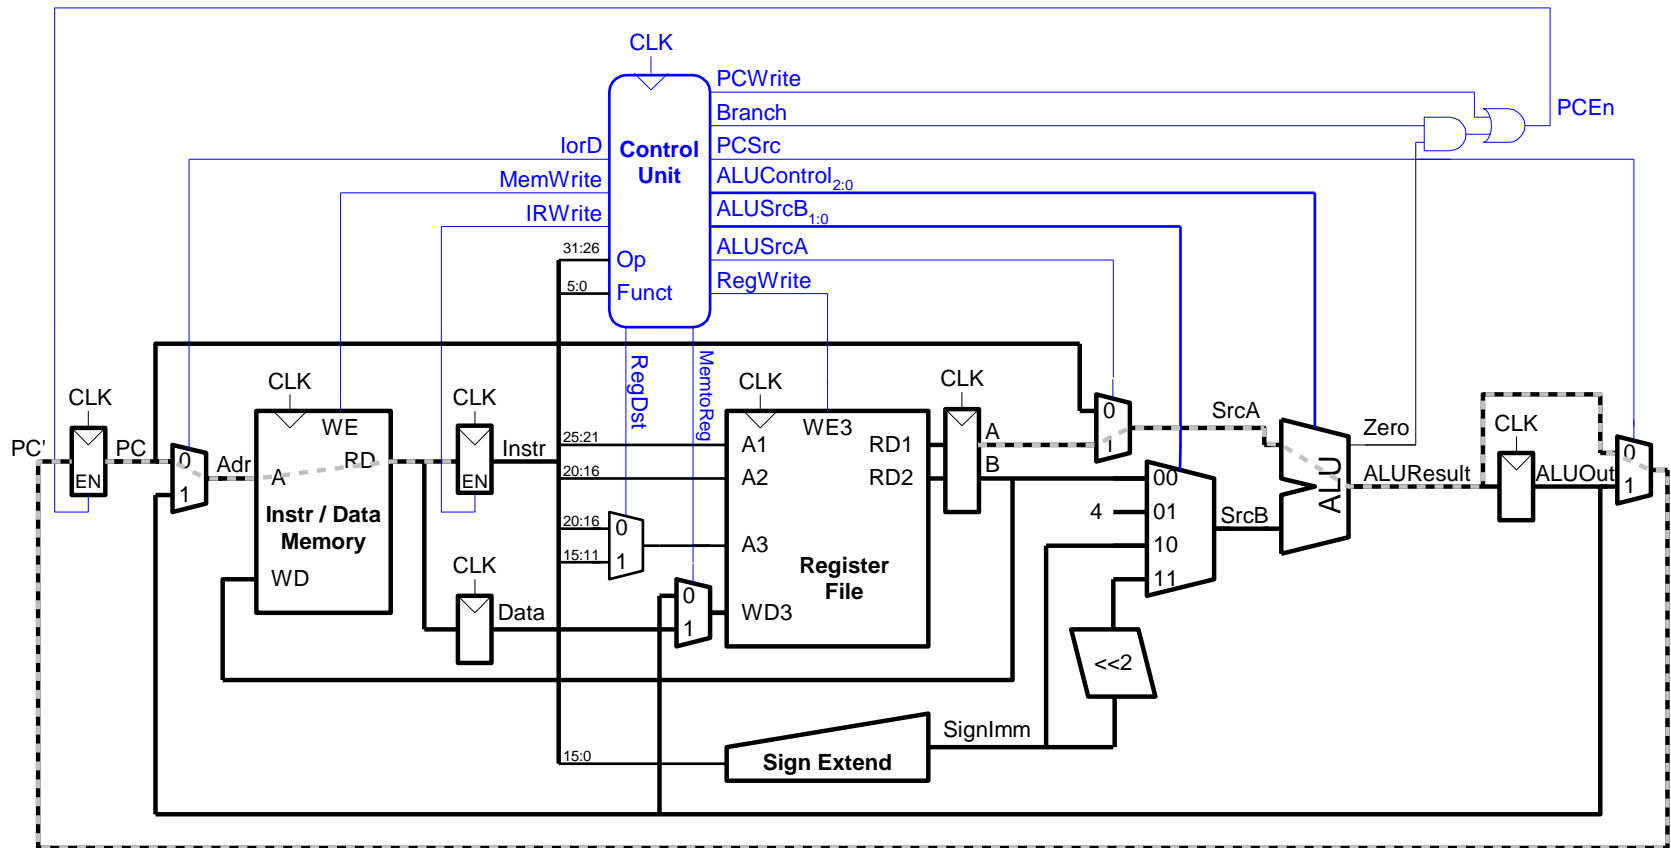 CLK
PCWrite
Branch
PCEn
IorD
Control
Unit
PCSrc
MemWrite
ALUControl2:0
IRWrite
ALUSrcB1:0
31:26
Op
ALUSrcA
5:0
Funct
RegWrite
RegDst
MemtoReg
CLK
CLK
CLK
CLK
CLK
CLK
PC'
PC
EN
0
1
Adr
WE
A
RD
Instr / Data
Memory
WD
EN
Instr
25:21
20:16
20:16
15:11
0
1
A1
A2
A3
WD3
WE3
RD1
RD2
Register
File
A
B
0
1
SrcA
00
4
01
10
11
SrcB
ALU
Zero
ALUResult
CLK
ALUOut
0
1
CLK
Data
0
1
<<2
15:0
Sign Extend
SignImm